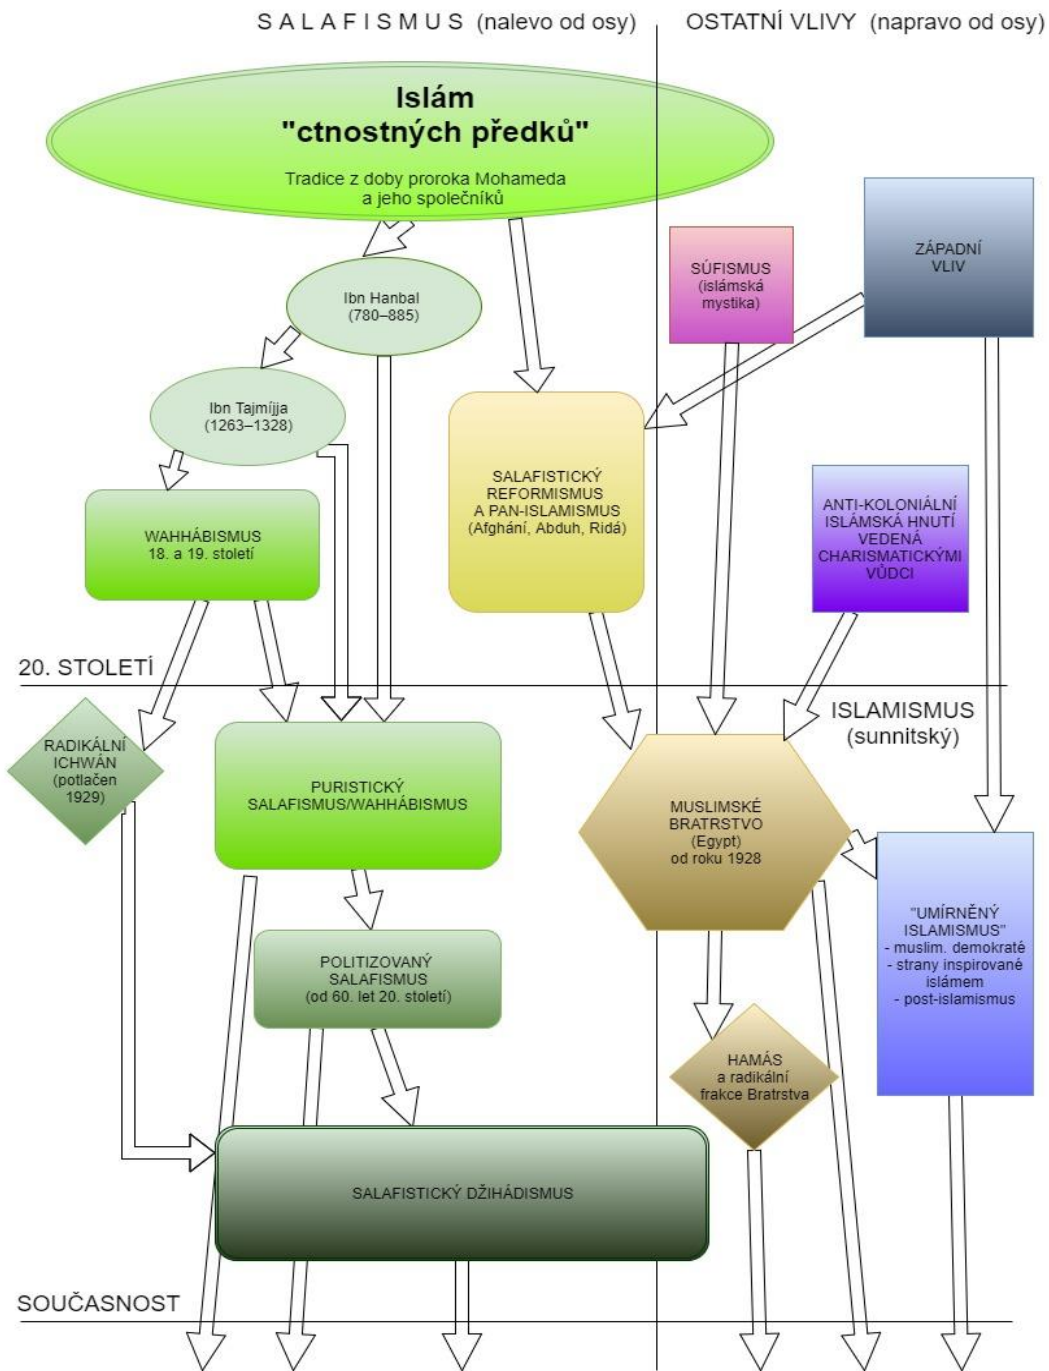 SALAFISMUS (nalevo od osy)
OSTATNÍ VLIVY (napravo od osy)
Islám
"ctnostných předků"
Tradice z doby proroka Mohameda
a jeho společníků
SÚFISMUS
(islámská
mystika)
ZÁPADNÍ
VLIV
Ibn Hanbal
(780–885)
Ibn Tajmíjja
(1263–1328)
SALAFISTICKÝ
REFORMISMUS
A PAN-ISLAMISMUS
(Afghání, Abduh, Ridá)
ANTI-KOLONIÁLNÍ
ISLÁMSKÁ HNUTÍ
VEDENÁ
CHARISMATICKÝMI
VŮDCI
WAHHÁBISMUS
18. a 19. století
20. STOLETÍ
ISLAMISMUS
(sunnitský)
RADIKÁLNÍ
ICHWÁN
(potlačen
1929)
PURISTICKÝ
SALAFISMUS/WAHHÁBISMUS
MUSLIMSKÉ
BRATRSTVO
(Egypt)
od roku 1928
"UMÍRNĚNÝ
ISLAMISMUS"
- muslim. demokraté
- strany inspirované
islámem
- post-islamismus
POLITIZOVANÝ
SALAFISMUS
(od 60. let 20. století)
HAMÁS
a radikální
frakce Bratrstva
SALAFISTICKÝ DŽIHÁDISMUS
SOUČASNOST